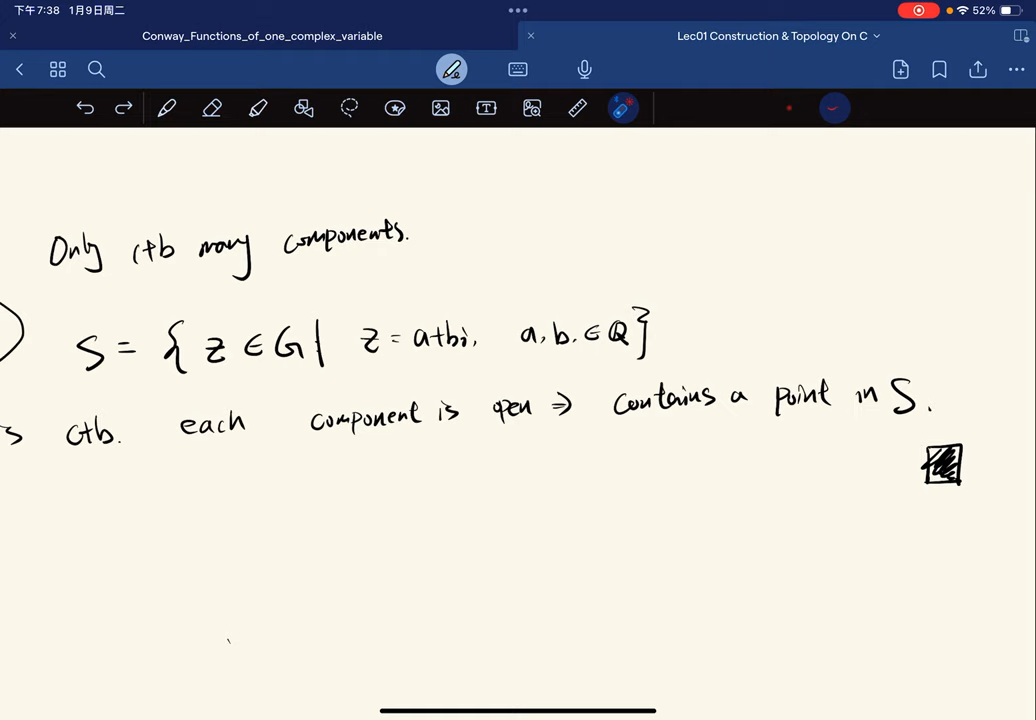 下午7:38 1月9日周二
52%
Conway_Functions_of_one_complex_variable
Lec01 Construction & Topology On C
Only ctb many components.
S = { z ∈ G | z = a+bi, a, b. ∈ Q }
s ctb. each component is open ⇒ contains a point in S.